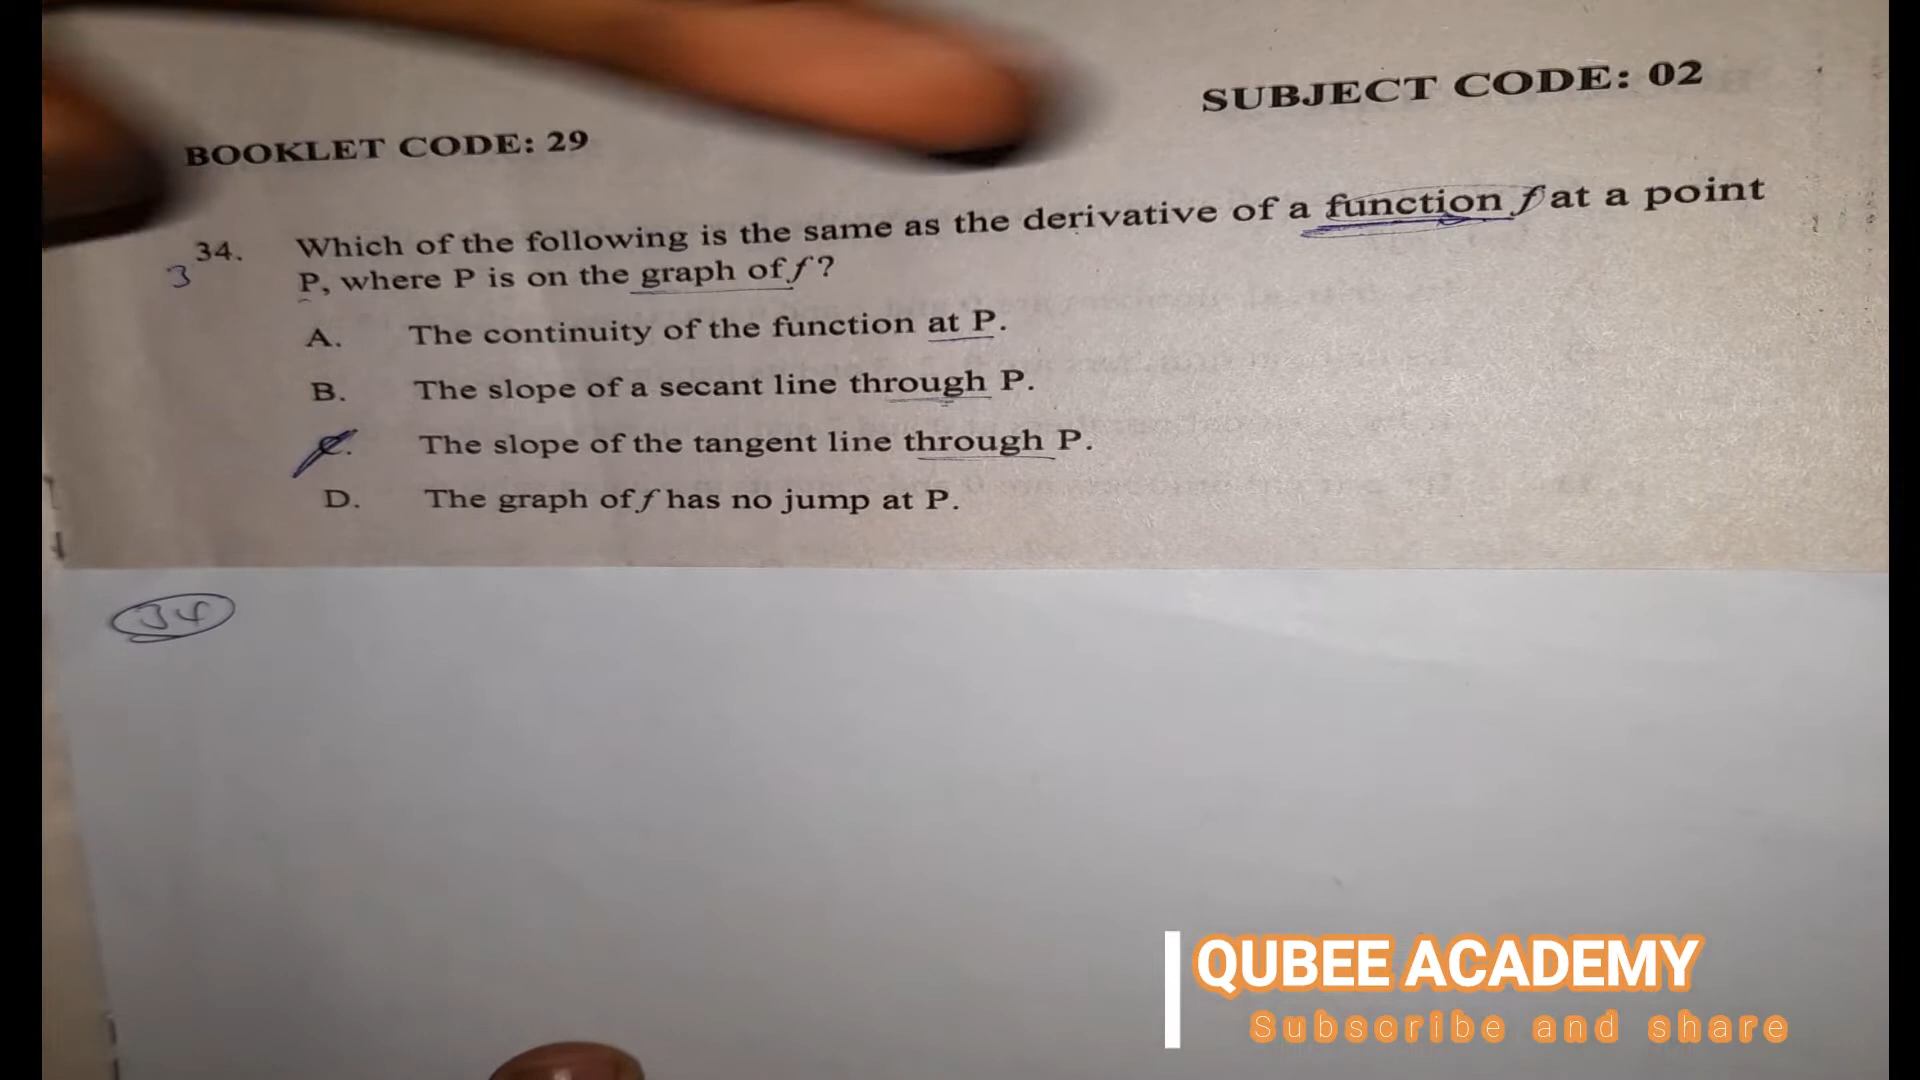 SUBJECT CODE: 02
BOOKLET CODE: 29
34. Which of the following is the same as the derivative of a function f at a point
3 P, where P is on the graph of f ?
A. The continuity of the function at P.
B. The slope of a secant line through P.
C. The slope of the tangent line through P.
D. The graph of f has no jump at P.
34
QUBEE ACADEMY
Subscribe and share